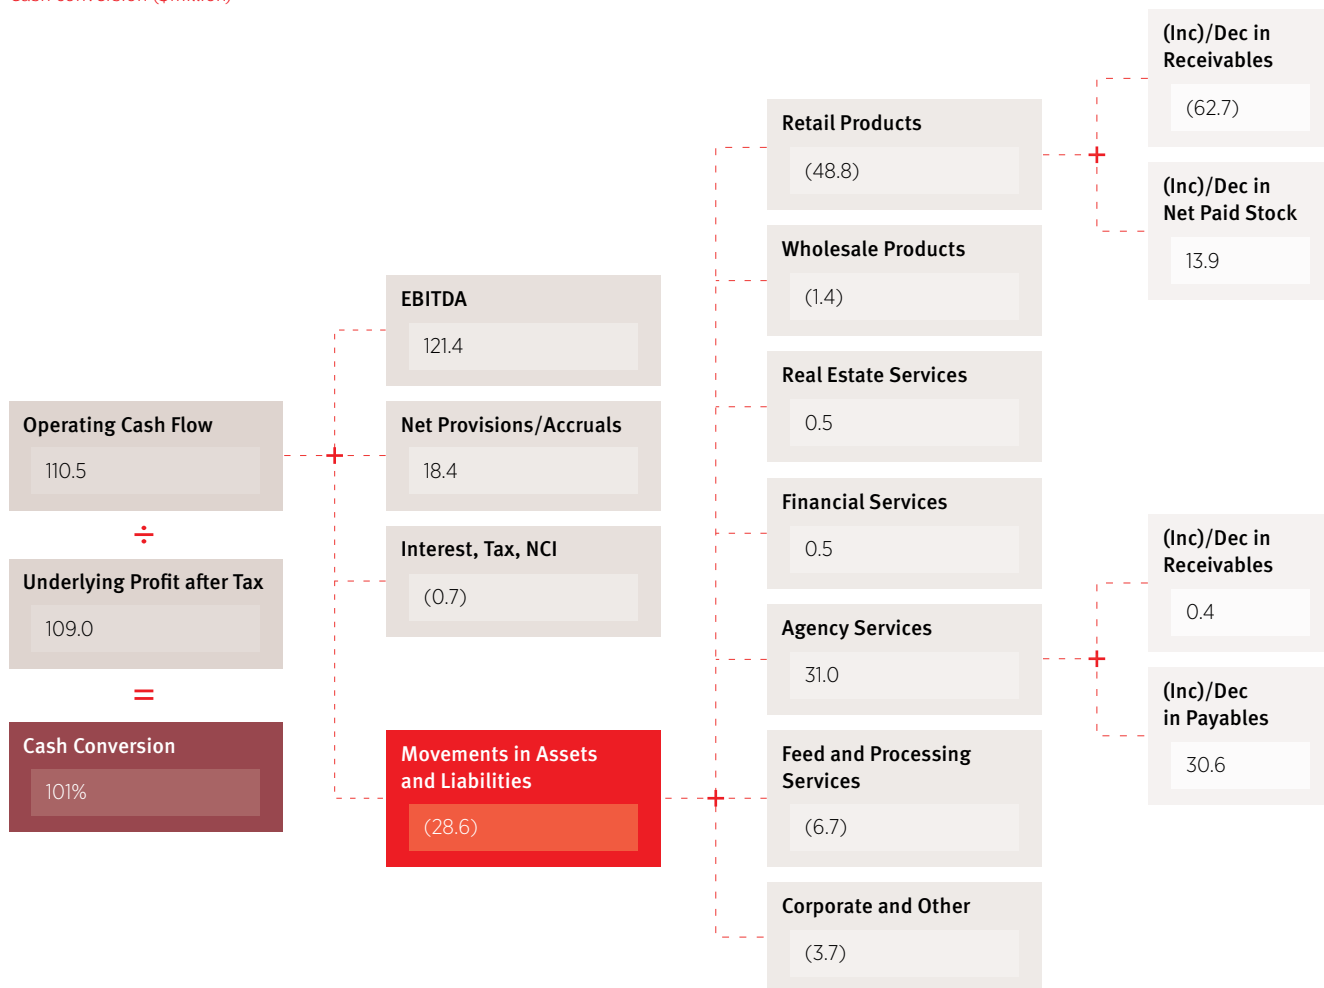 Cash conversion ($million)
Operating Cash Flow
110.5
÷
Underlying Profit after Tax
109.0
=
Cash Conversion
101%
+
EBITDA
121.4
Net Provisions/Accruals
18.4
Interest, Tax, NCI
(0.7)
Movements in Assets
and Liabilities
(28.6)
+
Retail Products
(48.8)
Wholesale Products
(1.4)
Real Estate Services
0.5
Financial Services
0.5
Agency Services
31.0
Feed and Processing
Services
(6.7)
Corporate and Other
(3.7)
+
(Inc)/Dec in
Receivables
(62.7)
(Inc)/Dec in
Net Paid Stock
13.9
+
(Inc)/Dec in
Receivables
0.4
(Inc)/Dec
in Payables
30.6